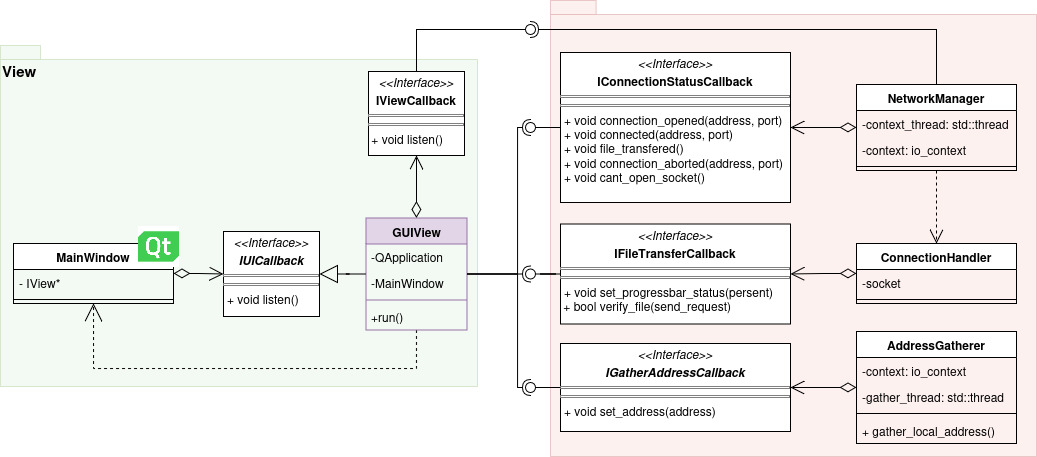 View
<<Interface>>
IViewCallback
+ void listen()
MainWindow
Qt
- IView*
<<Interface>>
IUICallback
+ void listen()
GUIView
-QApplication
-MainWindow
+run()
<<Interface>>
IConnectionStatusCallback
+ void connection_opened(address, port)
+ void connected(address, port)
+ void file_transfered()
+ void connection_aborted(address, port)
+ void cant_open_socket()
<<Interface>>
IFileTransferCallback
+ void set_progressbar_status(persent)
+ bool verify_file(send_request)
<<Interface>>
IGatherAddressCallback
+ void set_address(address)
NetworkManager
-context_thread: std::thread
-context: io_context
ConnectionHandler
-socket
AddressGatherer
-context: io_context
-gather_thread: std::thread
+ gather_local_address()